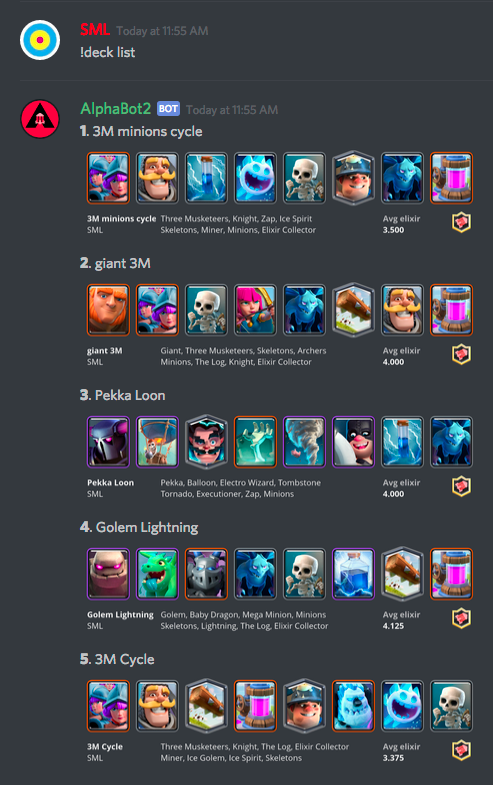 SML Today at 11:55 AM
!deck list
AlphaBot2 BOT Today at 11:55 AM
1. 3M minions cycle
3M minions cycle Three Musketeers, Knight, Zap, Ice Spirit Avg elixir
SML Skeletons, Miner, Minions, Elixir Collector 3.500
2. giant 3M
giant 3M Giant, Three Musketeers, Skeletons, Archers Avg elixir
SML Minions, The Log, Knight, Elixir Collector 4.000
3. Pekka Loon
Pekka Loon Pekka, Balloon, Electro Wizard, Tombstone Avg elixir
SML Tornado, Executioner, Zap, Minions 4.000
4. Golem Lightning
Golem Lightning Golem, Baby Dragon, Mega Minion, Minions Avg elixir
SML Skeletons, Lightning, The Log, Elixir Collector 4.125
5. 3M Cycle
3M Cycle Three Musketeers, Knight, The Log, Elixir Collector Avg elixir
SML Miner, Ice Golem, Ice Spirit, Skeletons 3.375